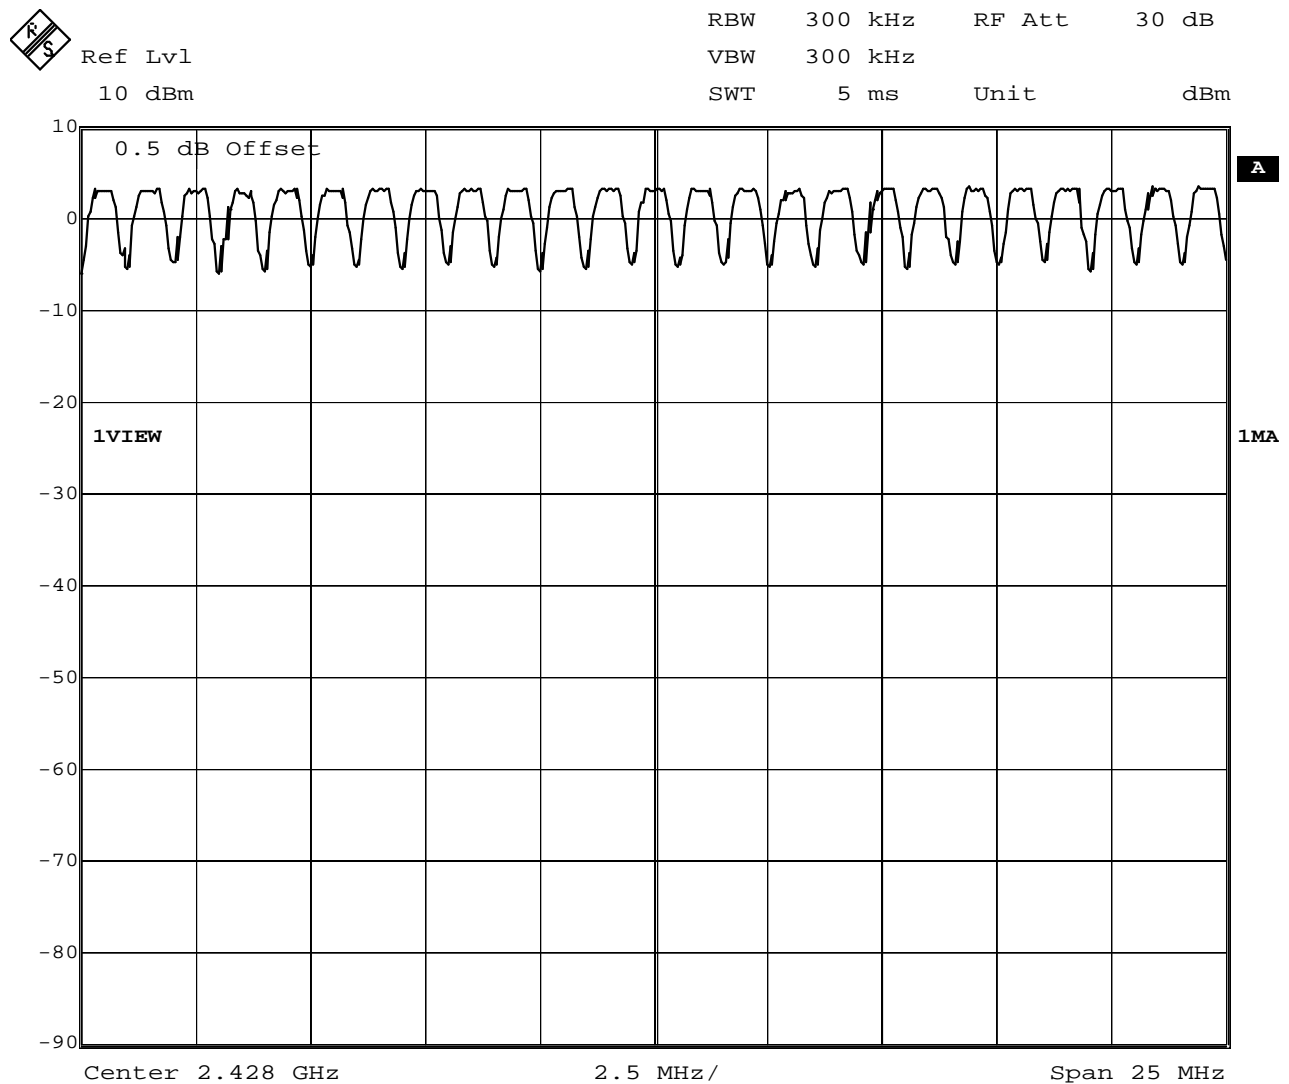 RBW 300 kHz RF Att 30 dB
Ref Lvl VBW 300 kHz
10 dBm SWT 5 ms Unit dBm
10
0.5 dB Offset
A
0
-10
-20
1VIEW 1MA
-30
-40
-50
-60
-70
-80
-90
Center 2.428 GHz 2.5 MHz/ Span 25 MHz
R
S